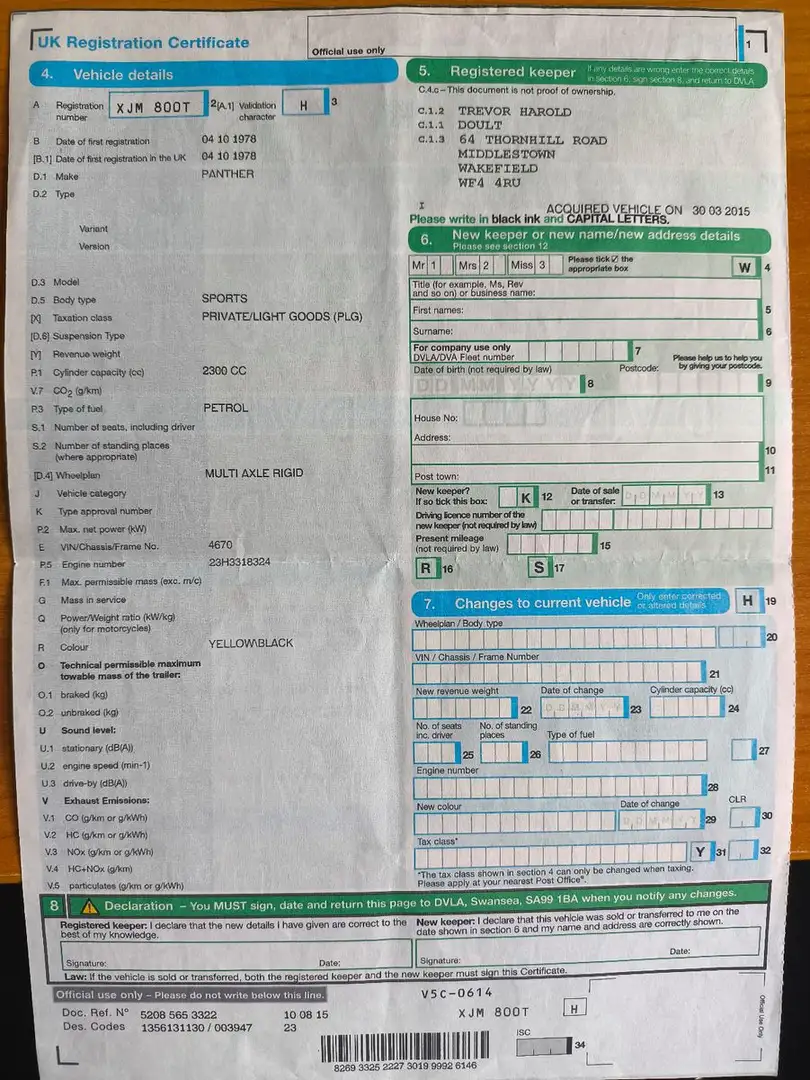 UK Registration Certificate
Official use only
1
4. Vehicle details
A Registration number XJM 800T 2[A.1] Validation character H 3
B Date of first registration 04 10 1978
[B.1] Date of first registration in the UK 04 10 1978
D.1 Make PANTHER
D.2 Type
Variant
Version
D.3 Model
D.5 Body type SPORTS
[X] Taxation class PRIVATE/LIGHT GOODS (PLG)
[D.6] Suspension Type
[Y] Revenue weight
P.1 Cylinder capacity (cc) 2300 CC
V.7 CO2 (g/km)
P.3 Type of fuel PETROL
S.1 Number of seats, including driver
S.2 Number of standing places
(where appropriate)
[D.4] Wheelplan MULTI AXLE RIGID
J Vehicle category
K Type approval number
P.2 Max. net power (kW)
E VIN/Chassis/Frame No. 4670
P.5 Engine number 23H3318324
F.1 Max. permissible mass (exc. m/c)
G Mass in service
Q Power/Weight ratio (kW/kg)
(only for motorcycles)
R Colour YELLOW\BLACK
O Technical permissible maximum
towable mass of the trailer:
O.1 braked (kg)
O.2 unbraked (kg)
U Sound level:
U.1 stationary (dB(A))
U.2 engine speed (min-1)
U.3 drive-by (dB(A))
V Exhaust Emissions:
V.1 CO (g/km or g/kWh)
V.2 HC (g/km or g/kWh)
V.3 NOx (g/km or g/kWh)
V.4 HC+NOx (g/km)
V.5 particulates (g/km or g/kWh)
5. Registered keeper
If any details are wrong enter the correct details
in section 6, sign section 8, and return to DVLA
C.4.c – This document is not proof of ownership.
C.1.2 TREVOR HAROLD
C.1.1 DOULT
C.1.3 64 THORNHILL ROAD
MIDDLESTOWN
WAKEFIELD
WF4 4RU
I ACQUIRED VEHICLE ON 30 03 2015
Please write in black ink and CAPITAL LETTERS.
6. New keeper or new name/new address details
Please see section 12
Mr 1 Mrs 2 Miss 3 Please tick ☑ the
appropriate box W 4
Title (for example, Ms, Rev
and so on) or business name:
First names: 5
Surname: 6
For company use only
DVLA/DVA Fleet number 7 Please help us to help you
by giving your postcode.
Date of birth (not required by law) Postcode:
D D M M Y Y Y Y 8 9
House No:
Address:
10
Post town: 11
New keeper?
If so tick this box: K 12 Date of sale
or transfer: D D M M Y Y 13
Driving licence number of the
new keeper (not required by law)
Present mileage
(not required by law) 15
R 16 S 17
7. Changes to current vehicle Only enter corrected
or altered details H 19
Wheelplan / Body type
20
VIN / Chassis / Frame Number
21
New revenue weight Date of change Cylinder capacity (cc)
22 D D M M Y Y 23 24
No. of seats
inc. driver No. of standing
places Type of fuel
25 26 27
Engine number
28
New colour Date of change CLR
D D M M Y Y 29 30
Tax class*
Y 31 32
*The tax class shown in section 4 can only be changed when taxing.
Please apply at your nearest Post Office*.
8 Declaration – You MUST sign, date and return this page to DVLA, Swansea, SA99 1BA when you notify any changes.
Registered keeper: I declare that the new details I have given are correct to the
best of my knowledge.
New keeper: I declare that this vehicle was sold or transferred to me on the
date shown in section 6 and my name and address are correctly shown.
Signature: Date: Signature: Date:
Law: If the vehicle is sold or transferred, both the registered keeper and the new keeper must sign this Certificate.
Official use only – Please do not write below this line.
V5C-0614
Doc. Ref. Nº 5208 565 3322 10 08 15
XJM 800T H
Des. Codes 1356131130 / 003947 23
ISC
34
8269 3325 2227 3019 9992 6146
Official Use Only